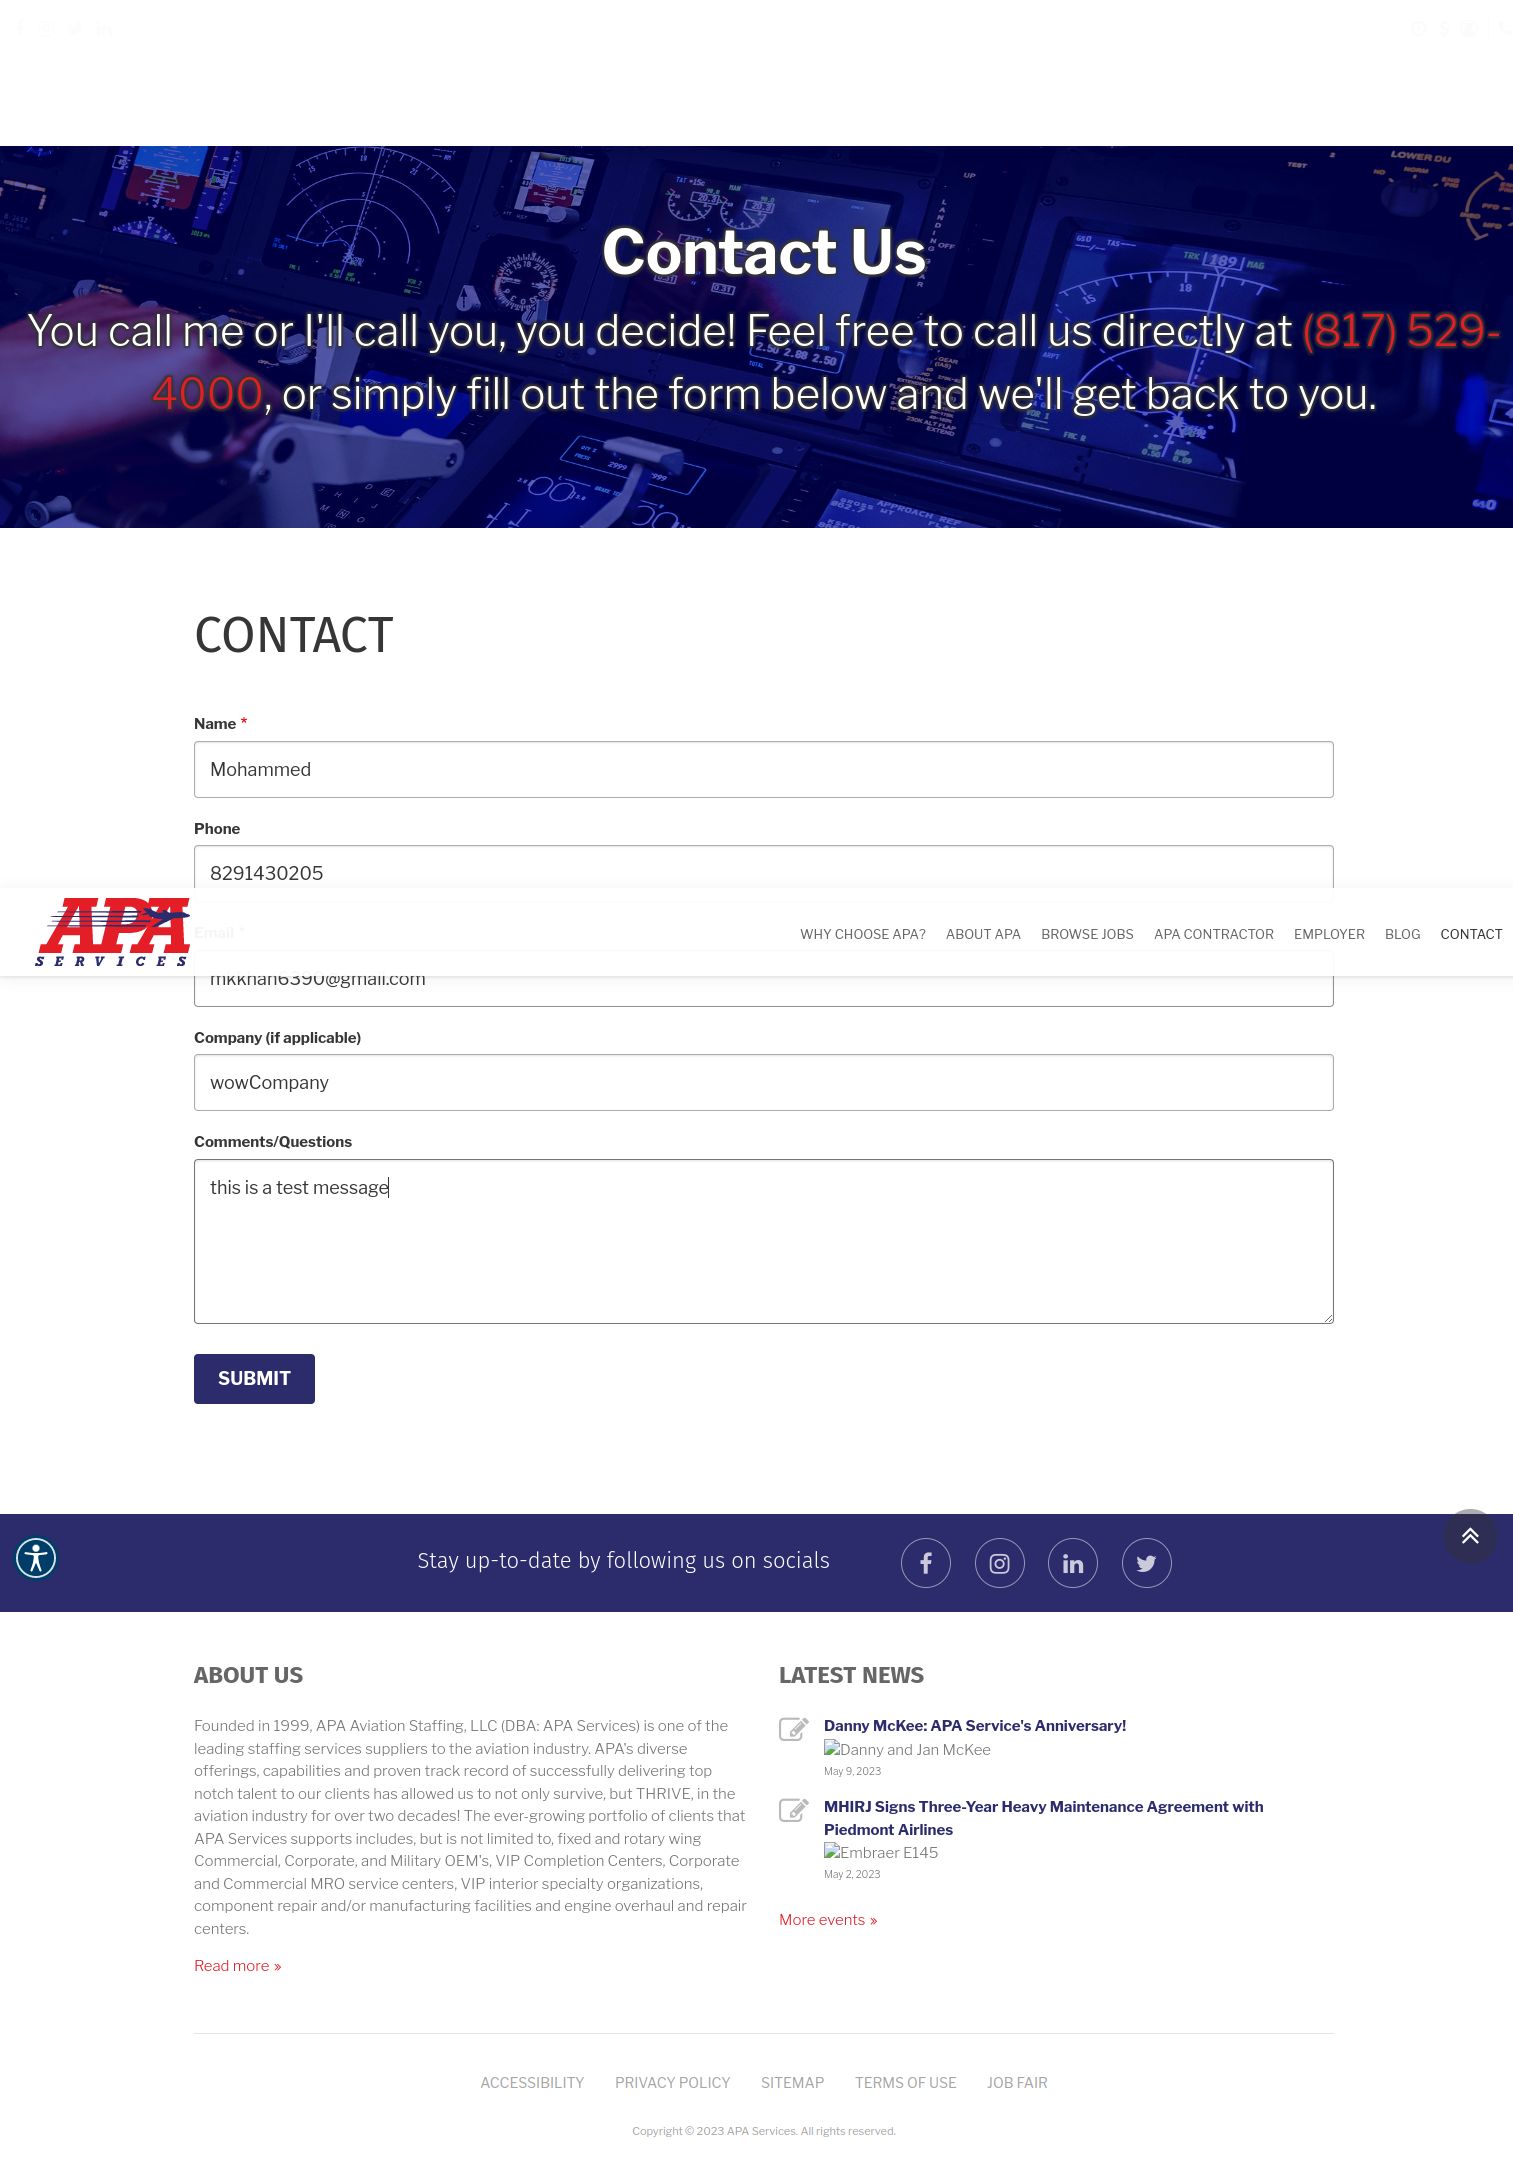 Contact Us
You call me or I'll call you, you decide! Feel free to call us directly at (817) 529-
4000, or simply fill out the form below and we'll get back to you.
CONTACT
Name *
Mohammed
Phone
8291430205
APA
SERVICES
Email *
WHY CHOOSE APA? ABOUT APA BROWSE JOBS APA CONTRACTOR EMPLOYER BLOG CONTACT
mkkhan6390@gmail.com
Company (if applicable)
wowCompany
Comments/Questions
this is a test message
SUBMIT
Stay up-to-date by following us on socials
ABOUT US
Founded in 1999, APA Aviation Staffing, LLC (DBA: APA Services) is one of the
leading staffing services suppliers to the aviation industry. APA's diverse
offerings, capabilities and proven track record of successfully delivering top
notch talent to our clients has allowed us to not only survive, but THRIVE, in the
aviation industry for over two decades! The ever-growing portfolio of clients that
APA Services supports includes, but is not limited to, fixed and rotary wing
Commercial, Corporate, and Military OEM's, VIP Completion Centers, Corporate
and Commercial MRO service centers, VIP interior specialty organizations,
component repair and/or manufacturing facilities and engine overhaul and repair
centers.
Read more »
LATEST NEWS
Danny McKee: APA Service's Anniversary!
Danny and Jan McKee
May 9, 2023
MHIRJ Signs Three-Year Heavy Maintenance Agreement with
Piedmont Airlines
Embraer E145
May 2, 2023
More events »
ACCESSIBILITY PRIVACY POLICY SITEMAP TERMS OF USE JOB FAIR
Copyright © 2023 APA Services. All rights reserved.